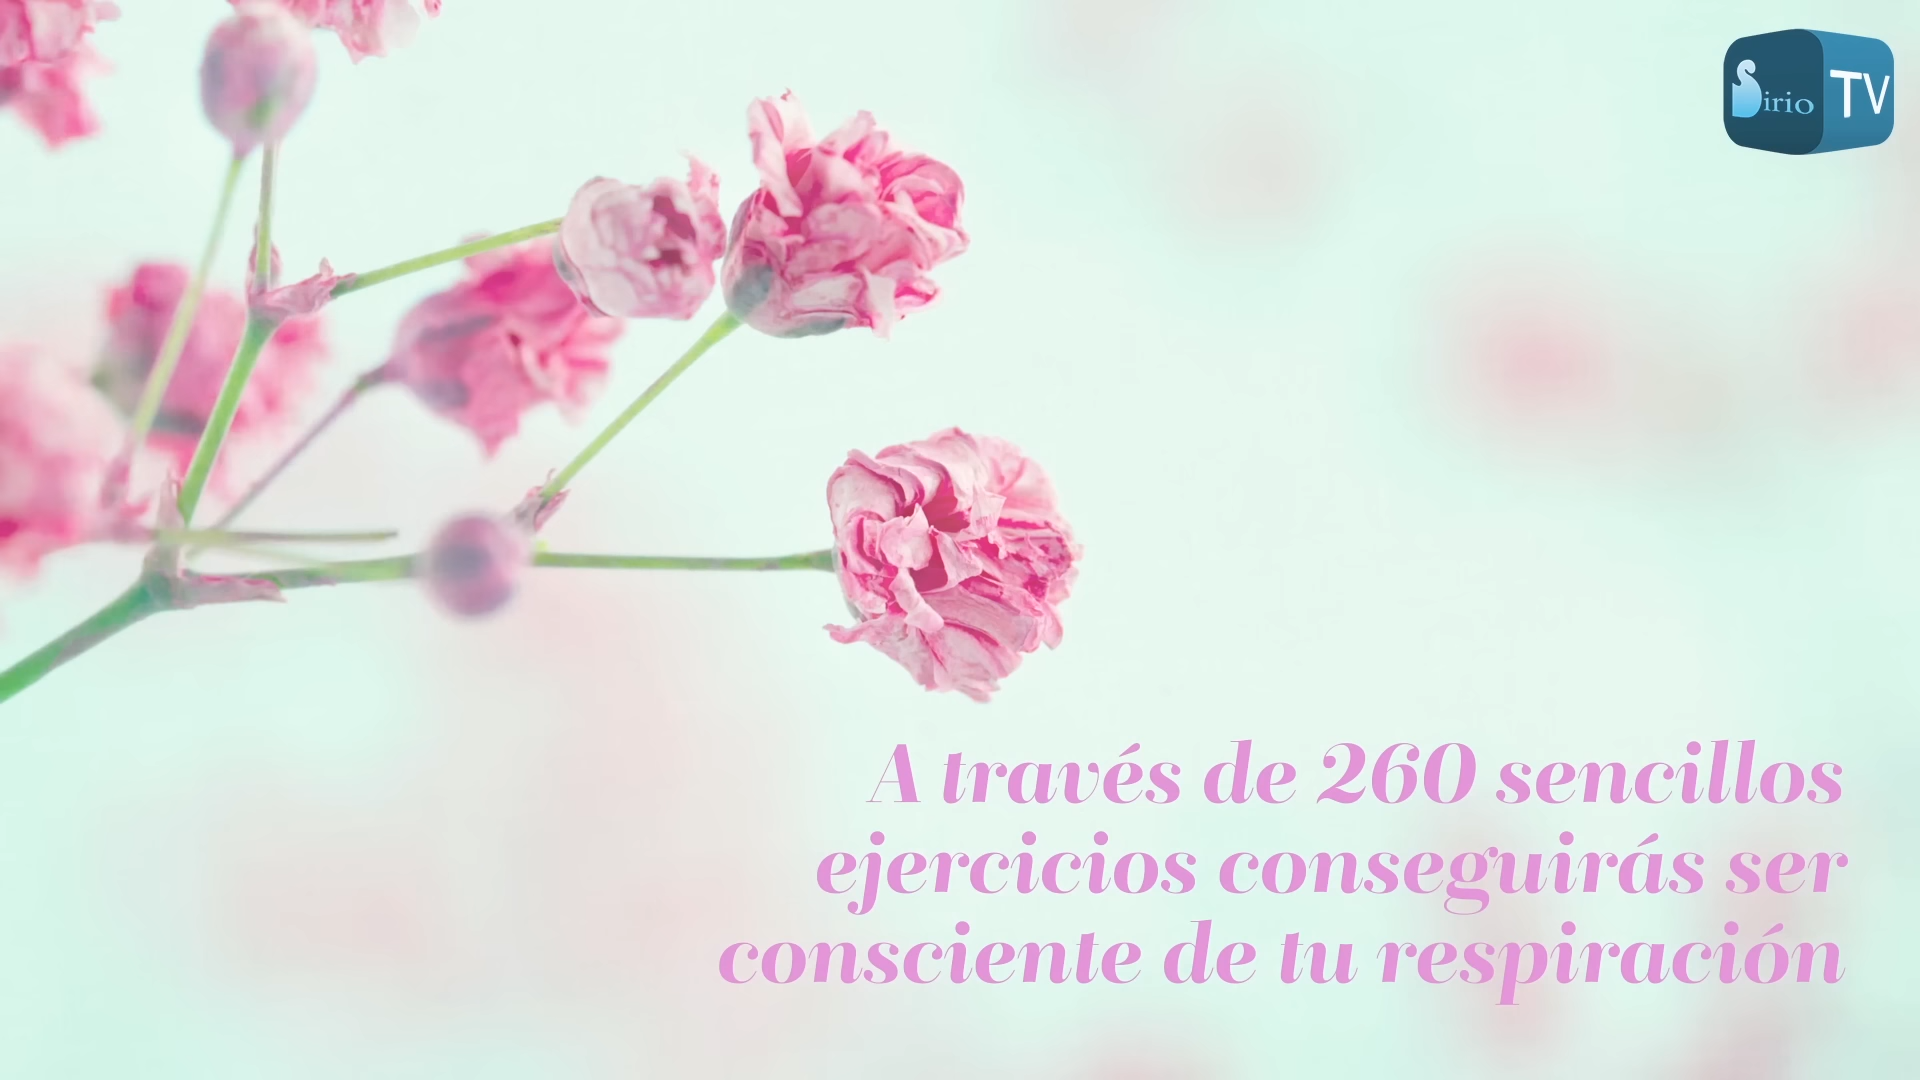 Sirio TV
A través de 260 sencillos
ejercicios conseguirás ser
consciente de tu respiración